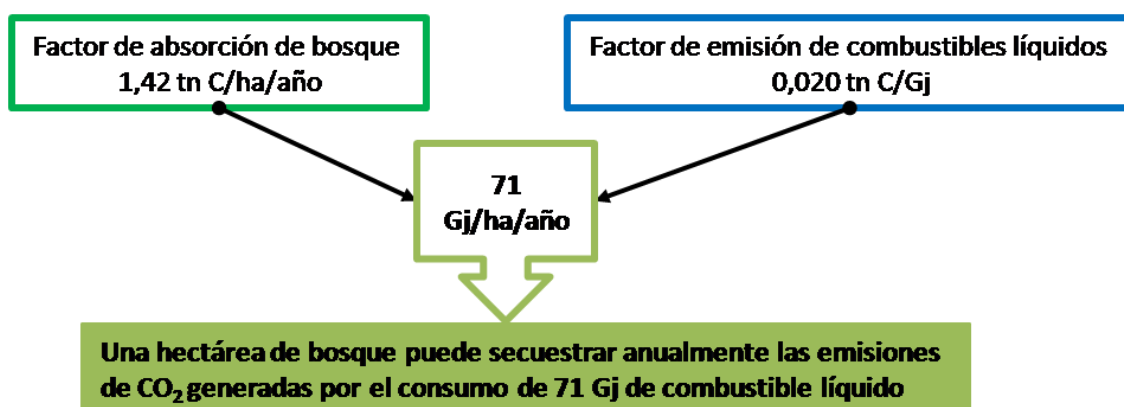 Factor de absorción de bosque
1,42 tn C/ha/año
Factor de emisión de combustibles líquidos
0,020 tn C/Gj
71
Gj/ha/año
Una hectárea de bosque puede secuestrar anualmente las emisiones
de CO₂ generadas por el consumo de 71 Gj de combustible líquido